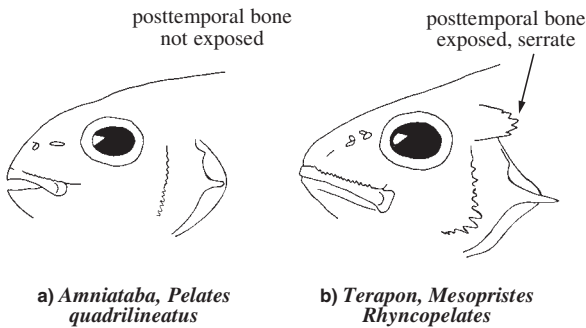 posttemporal bone
not exposed
posttemporal bone
exposed, serrate
a) Amniataba, Pelates
quadrilineatus
b) Terapon, Mesopristes
Rhyncopelates